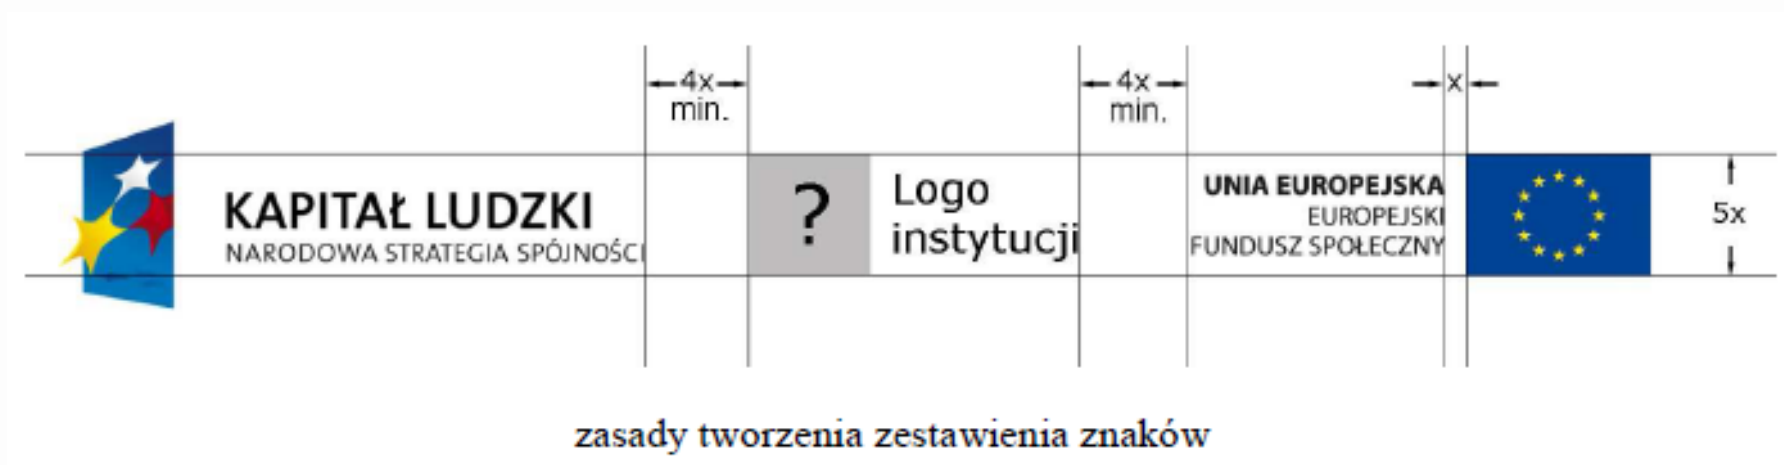 4x
min.
4x
min.
x
KAPITAŁ LUDZKI
NARODOWA STRATEGIA SPÓJNOŚCI
?
Logo
instytucji
UNIA EUROPEJSKA
EUROPEJSKI
FUNDUSZ SPOŁECZNY
5x
zasady tworzenia zestawienia znaków